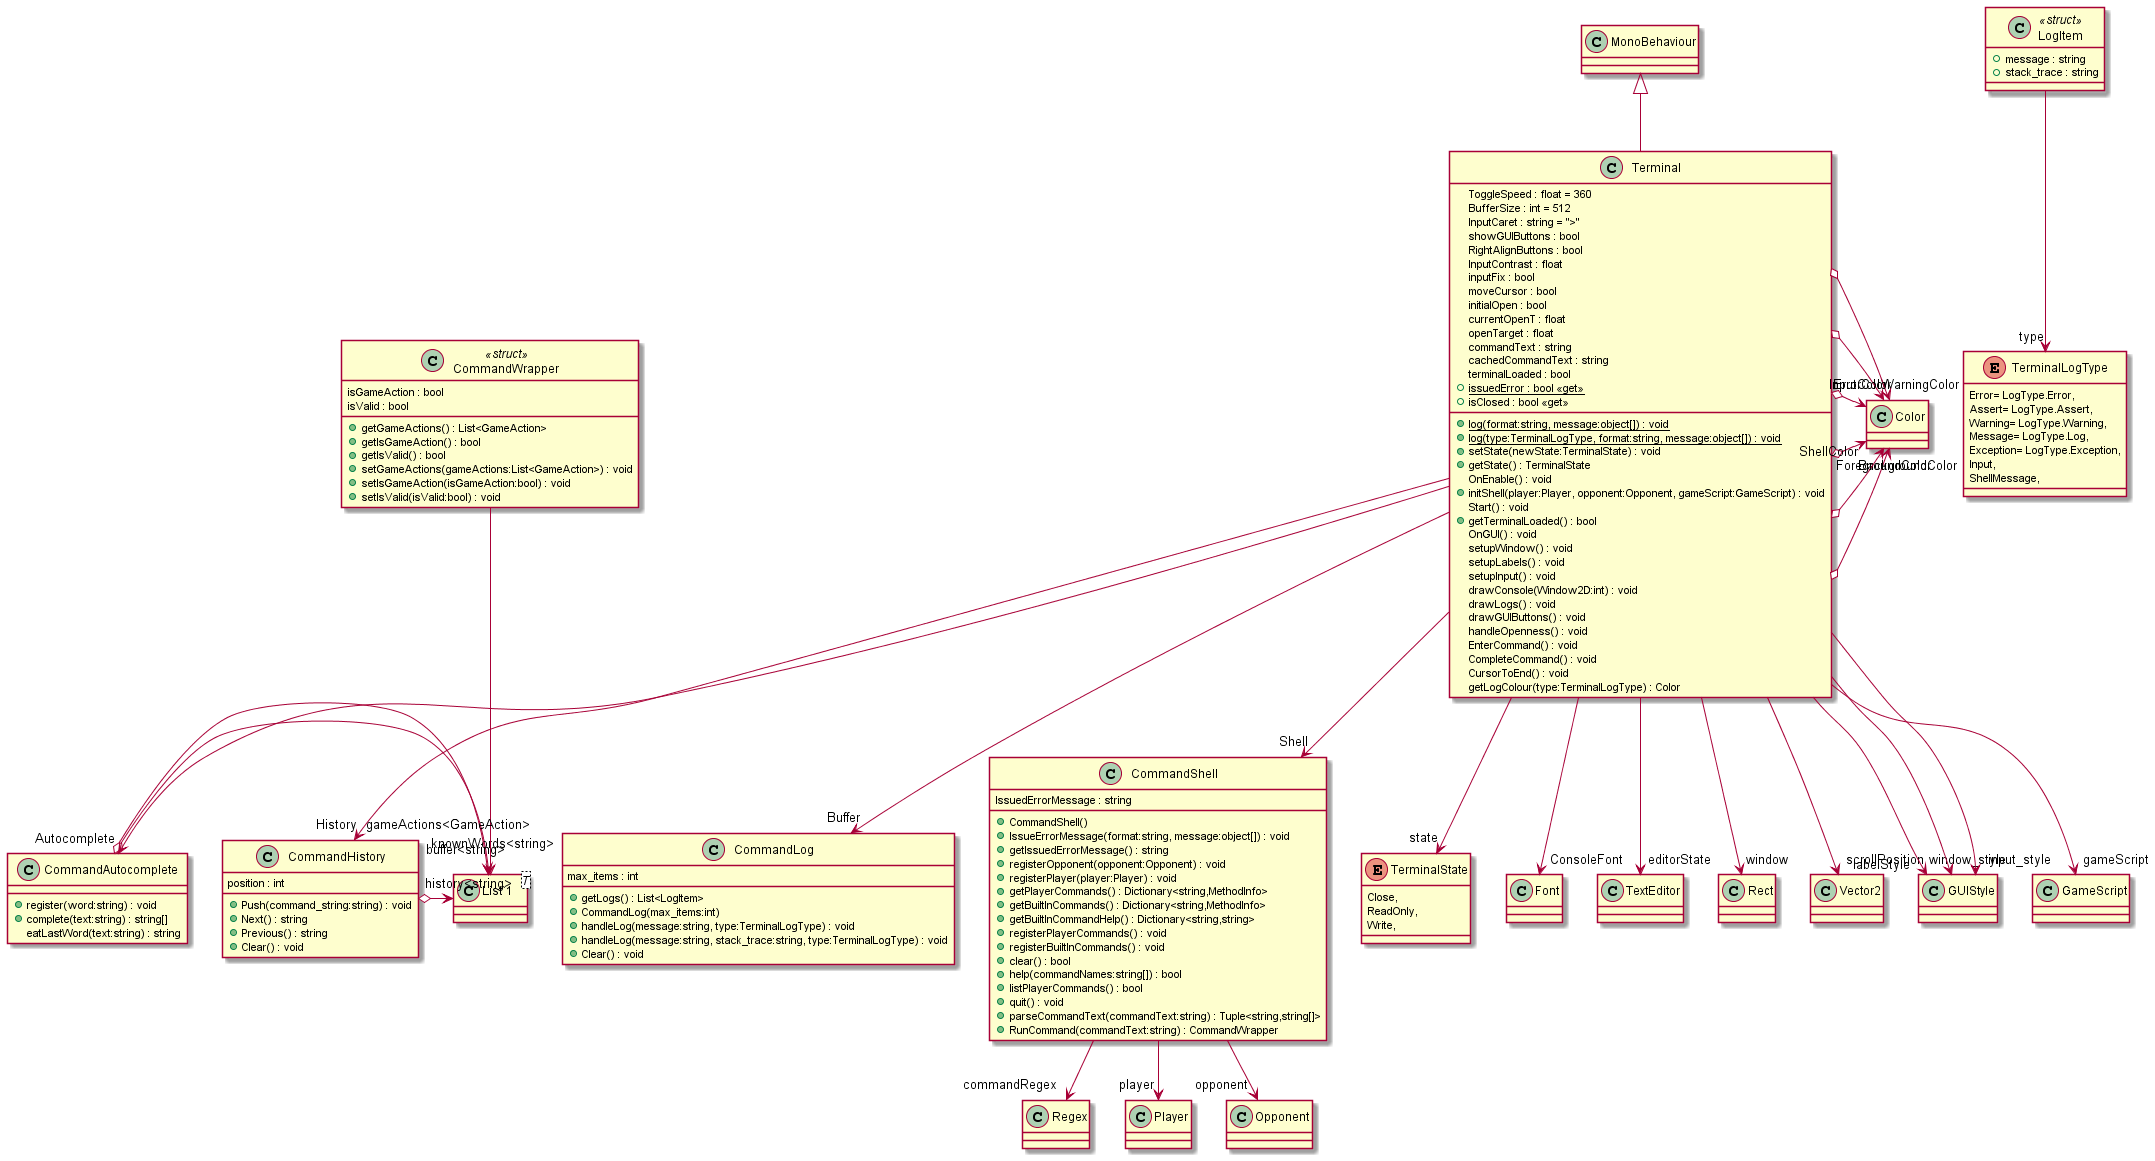 MonoBehaviour
«struct»
LogItem
message : string
stack_trace : string
Terminal
ToggleSpeed : float = 360
BufferSize : int = 512
InputCaret : string = ">"
showGUIButtons : bool
RightAlignButtons : bool
InputContrast : float
inputFix : bool
moveCursor : bool
initialOpen : bool
currentOpenT : float
openTarget : float
commandText : string
cachedCommandText : string
terminalLoaded : bool
issuedError : bool «get»
isClosed : bool «get»
log(format:string, message:object[]) : void
log(type:TerminalLogType, format:string, message:object[]) : void
setState(newState:TerminalState) : void
getState() : TerminalState
OnEnable() : void
initShell(player:Player, opponent:Opponent, gameScript:GameScript) : void
Start() : void
getTerminalLoaded() : bool
OnGUI() : void
setupWindow() : void
setupLabels() : void
setupInput() : void
drawConsole(Window2D:int) : void
drawLogs() : void
drawGUIButtons() : void
handleOpenness() : void
EnterCommand() : void
CompleteCommand() : void
CursorToEnd() : void
getLogColour(type:TerminalLogType) : Color
type
TerminalLogType
Error= LogType.Error,
Assert= LogType.Assert,
Warning= LogType.Warning,
Message= LogType.Log,
Exception= LogType.Exception,
Input,
ShellMessage,
WarningColor
Color
ShellColor
«struct»
CommandWrapper
isGameAction : bool
isValid : bool
getGameActions() : List<GameAction>
getIsGameAction() : bool
getIsValid() : bool
setGameActions(gameActions:List<GameAction>) : void
setIsGameAction(isGameAction:bool) : void
setIsValid(isValid:bool) : void
Autocomplete
CommandAutocomplete
register(word:string) : void
complete(text:string) : string[]
eatLastWord(text:string) : string
History
gameActions<GameAction>
knownWords<string>
buffer<string>
history<string>
CommandHistory
position : int
Push(command_string:string) : void
Next() : string
Previous() : string
Clear() : void
List`1
T
Buffer
CommandLog
max_items : int
getLogs() : List<LogItem>
CommandLog(max_items:int)
handleLog(message:string, type:TerminalLogType) : void
handleLog(message:string, stack_trace:string, type:TerminalLogType) : void
Clear() : void
Shell
CommandShell
IssuedErrorMessage : string
CommandShell()
IssueErrorMessage(format:string, message:object[]) : void
getIssuedErrorMessage() : string
registerOpponent(opponent:Opponent) : void
registerPlayer(player:Player) : void
getPlayerCommands() : Dictionary<string,MethodInfo>
getBuiltInCommands() : Dictionary<string,MethodInfo>
getBuiltInCommandHelp() : Dictionary<string,string>
registerPlayerCommands() : void
registerBuiltInCommands() : void
clear() : bool
help(commandNames:string[]) : bool
listPlayerCommands() : bool
quit() : void
parseCommandText(commandText:string) : Tuple<string,string[]>
RunCommand(commandText:string) : CommandWrapper
state
TerminalState
Close,
ReadOnly,
Write,
ConsoleFont
Font
editorState
TextEditor
window
Rect
scrollPosition
Vector2
window_style
labelStyle
input_style
GUIStyle
gameScript
GameScript
commandRegex
Regex
player
Player
opponent
Opponent